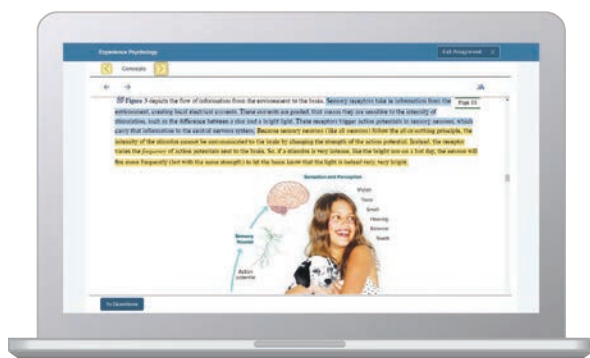 Experience Psychology
Exit Assignment X
Concepts
Figure 3 depicts the flow of information from the environment to the brain. Sensory receptors take in information from the
environment, creating local electrical currents. These currents are graded; that means they are sensitive to the intensity of
stimulation, such as the difference between a dim and a bright light. These receptors trigger action potentials in sensory neurons, which
carry that information to the central nervous system. Because sensory neurons (like all neurons) follow the all-or-nothing principle, the
intensity of the stimulus cannot be communicated to the brain by changing the strength of the action potential. Instead, the receptor
varies the frequency of action potentials sent to the brain. So, if a stimulus is very intense, like the bright sun on a hot day, the neuron will
fire more frequently (but with the same strength) to let the brain know that the light is indeed very, very bright.
Sensation and Perception
Vision
Taste
Smell
Hearing
Balance
Touch
Sensory
Neuron
Action
potential
To Questions